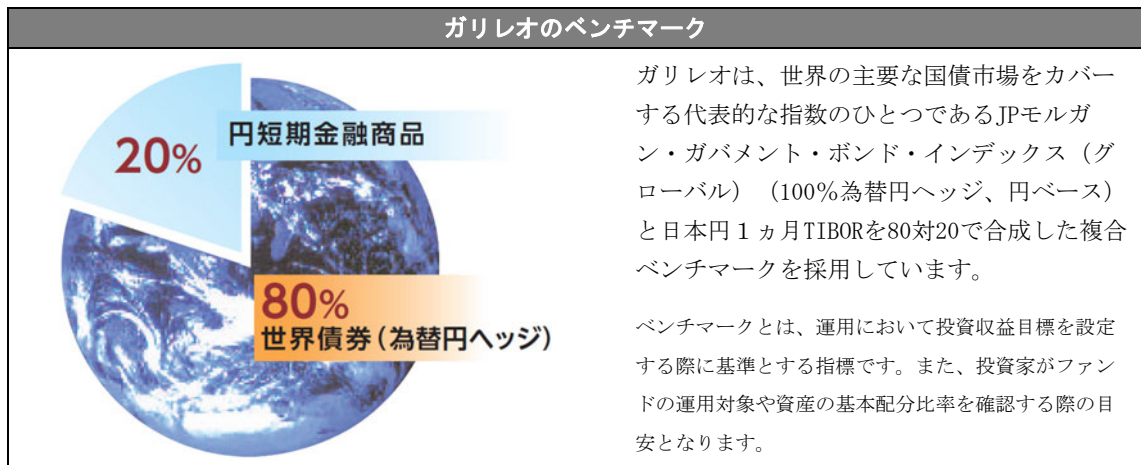 ガリレオのベンチマーク
20%
円短期金融商品
80%
世界債券(為替円ヘッジ)
ガリレオは、世界の主要な国債市場をカバー
する代表的な指数のひとつであるJPモルガ
ン・ガバメント・ボンド・インデックス(グ
ローバル)(100%為替円ヘッジ、円ベース)
と日本円1ヵ月TIBORを80対20で合成した複合
ベンチマークを採用しています。
ベンチマークとは、運用において投資収益目標を設定
する際に基準とする指標です。また、投資家がファン
ドの運用対象や資産の基本配分比率を確認する際の目
安となります。